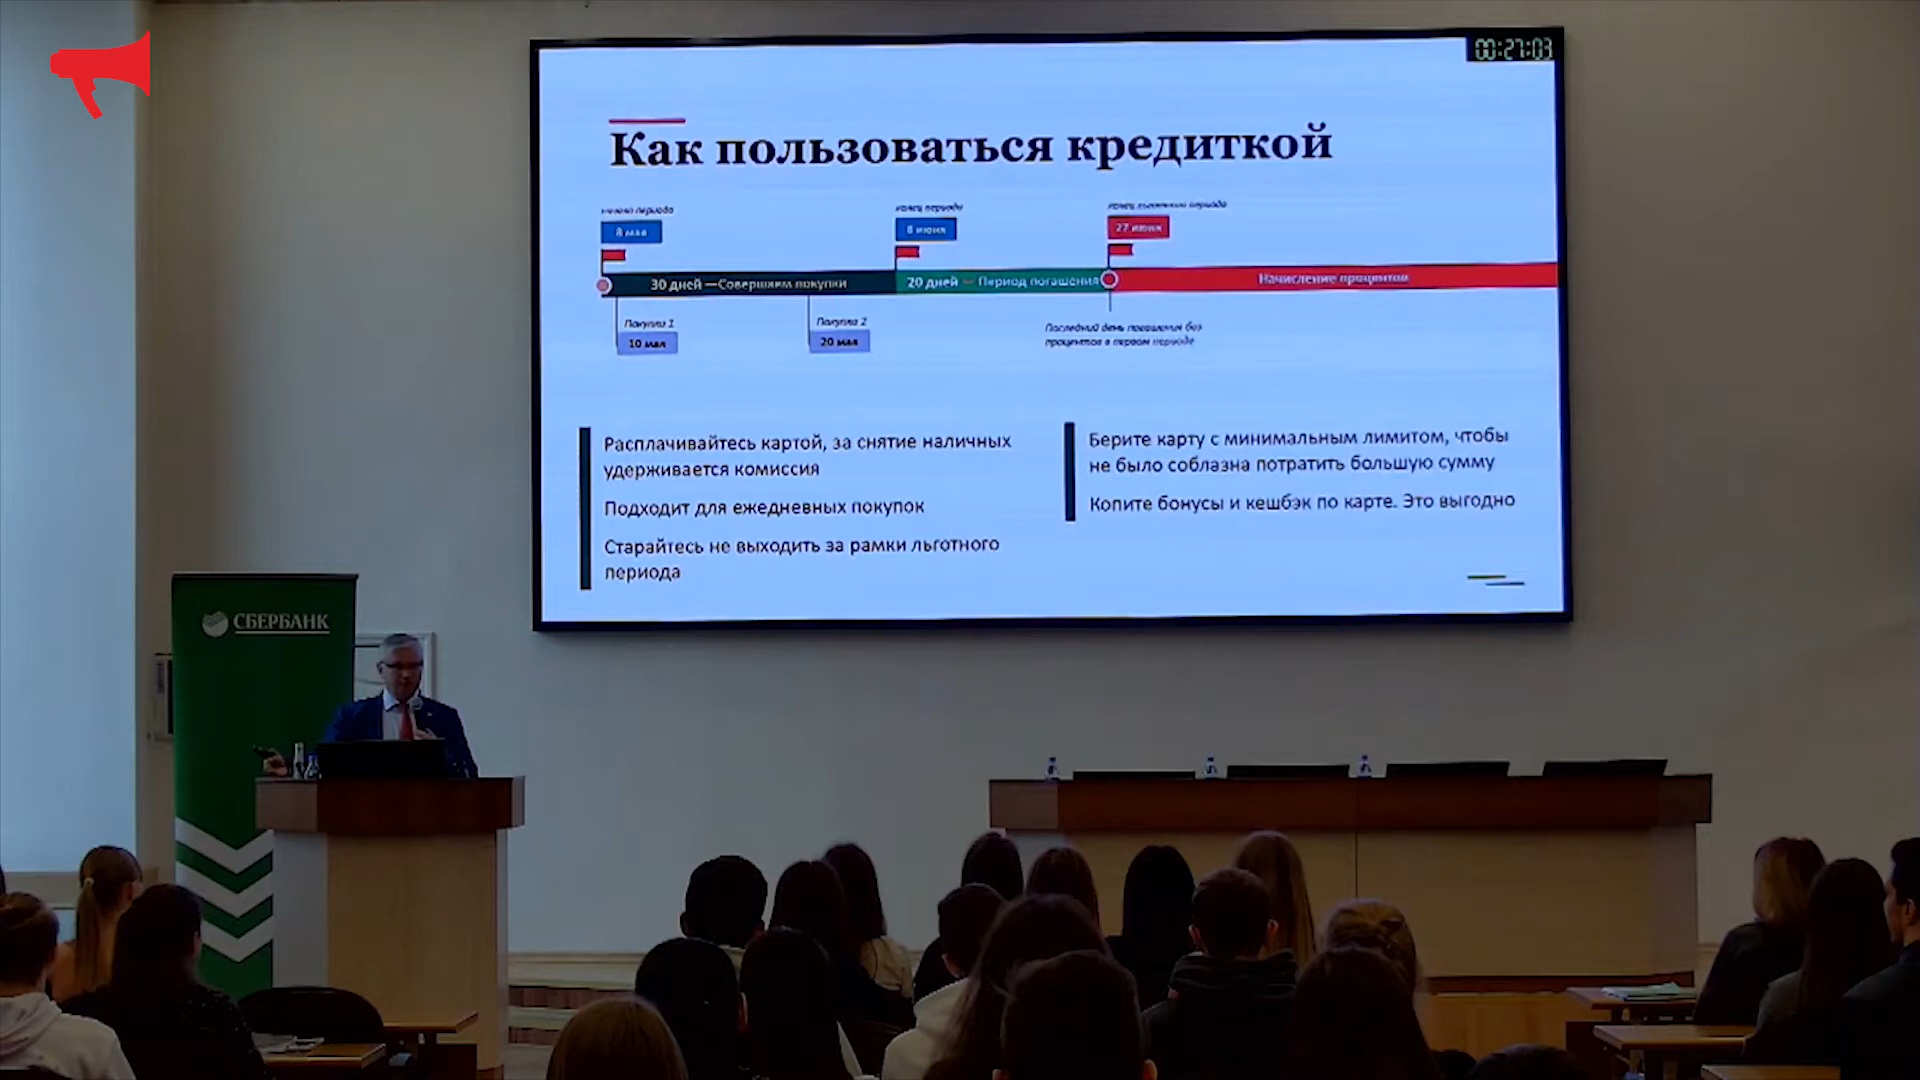 00:27:03
Как пользоваться кредиткой
Начало периода
Конец периода
Конец льготного периода
8 мая
8 июня
27 июня
30 дней —Совершаем покупки
20 дней — Период погашения
Начисление процентов
Покупка 1
Покупка 2
10 мая
20 мая
Последний день погашения без
процентов в первом периоде
Расплачивайтесь картой, за снятие наличных
удерживается комиссия
Подходит для ежедневных покупок
Старайтесь не выходить за рамки льготного
периода
Берите карту с минимальным лимитом, чтобы
не было соблазна потратить большую сумму
Копите бонусы и кешбэк по карте. Это выгодно
СБЕРБАНК